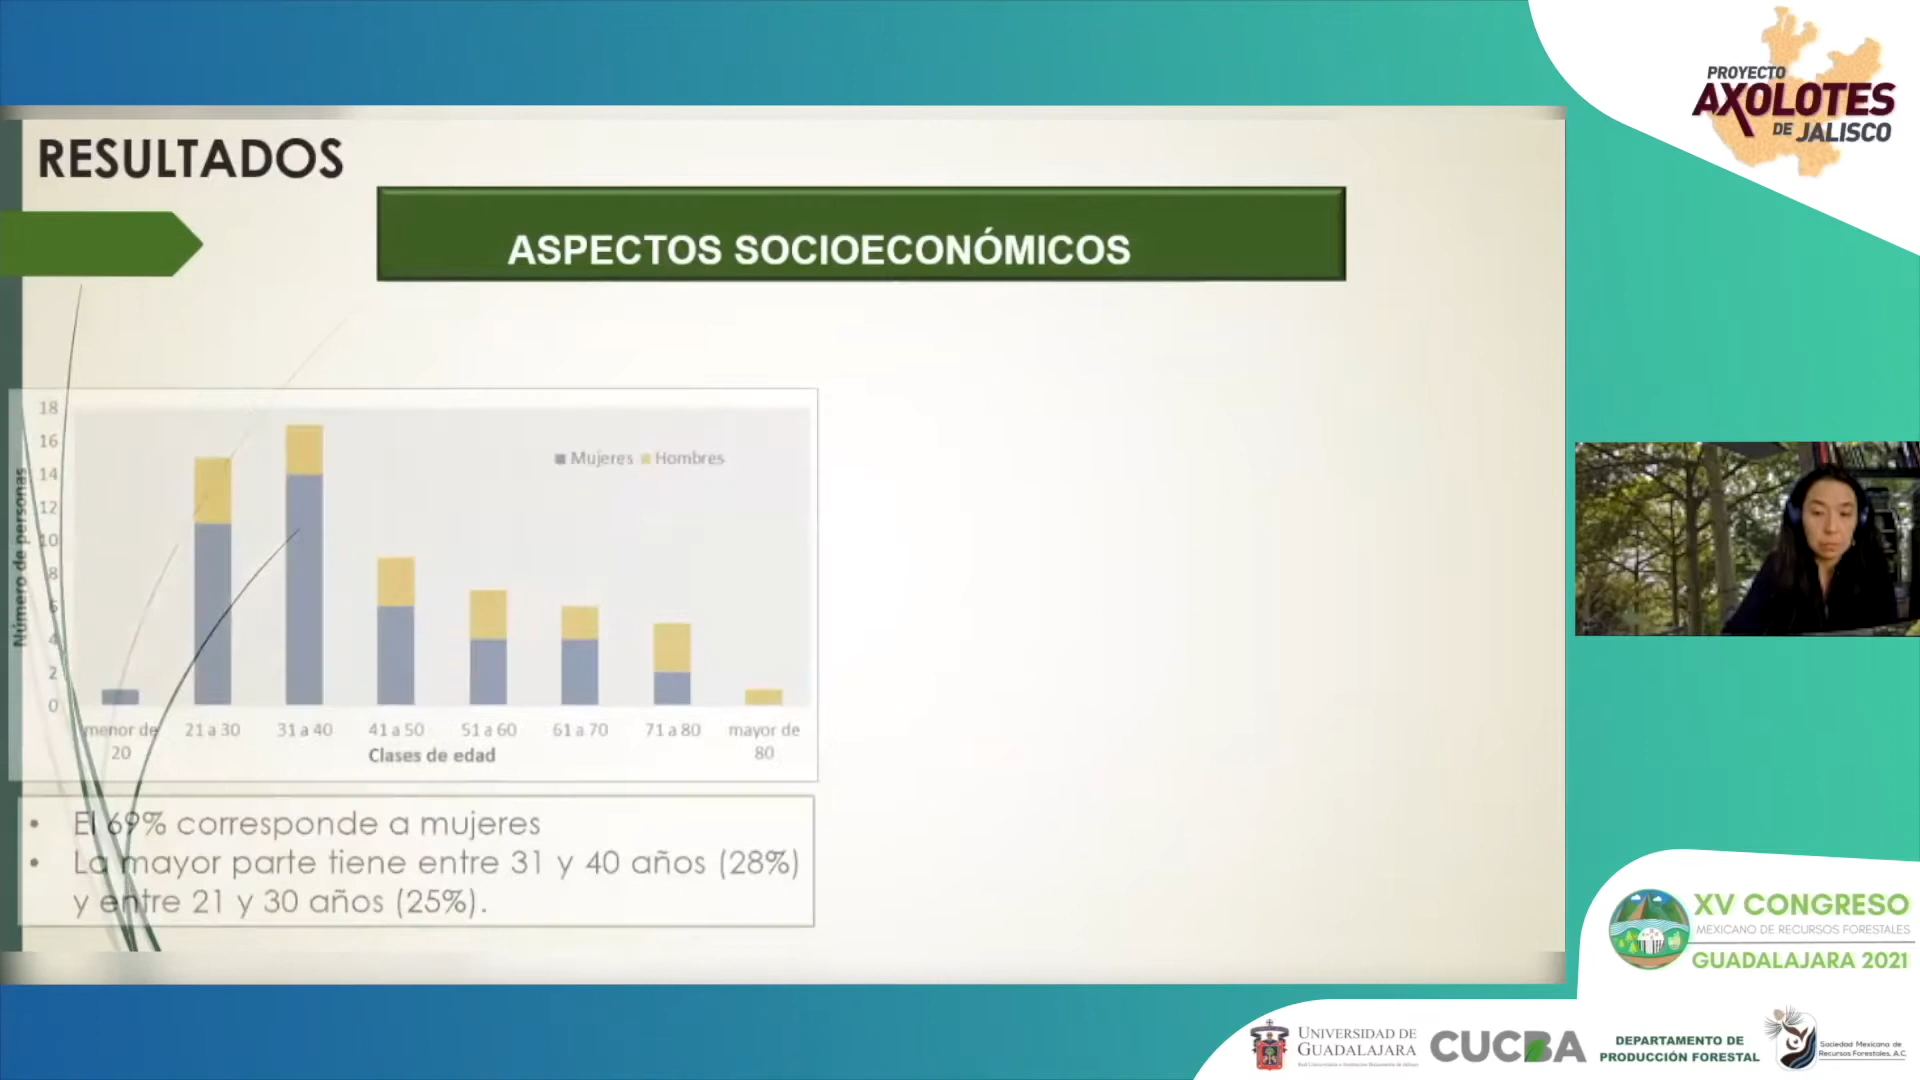 PROYECTO
AXOLOTES
DE JALISCO
RESULTADOS
ASPECTOS SOCIOECONÓMICOS
18
16
14
12
10
8
6
4
2
0
Número de personas
Mujeres Hombres
menor de 20
21 a 30
31 a 40
41 a 50
51 a 60
61 a 70
71 a 80
mayor de 80
Clases de edad
• El 69% corresponde a mujeres
• La mayor parte tiene entre 31 y 40 años (28%)
y entre 21 y 30 años (25%).
XV CONGRESO
MEXICANO DE RECURSOS FORESTALES
GUADALAJARA 2021
UNIVERSIDAD DE
GUADALAJARA
CUCBA
DEPARTAMENTO DE
PRODUCCIÓN FORESTAL
Sociedad Mexicana de
Recursos Forestales, A.C.